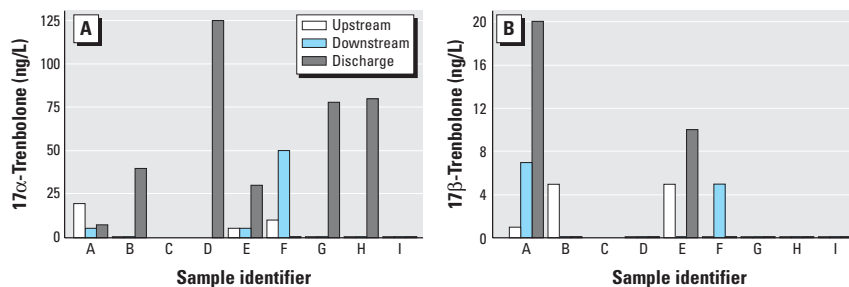 A
Upstream
Downstream
Discharge
17α-Trenbolone (ng/L)
125
100
75
50
25
0
A B C D E F G H I
Sample identifier
B
17β-Trenbolone (ng/L)
20
16
12
8
4
0
A B C D E F G H I
Sample identifier